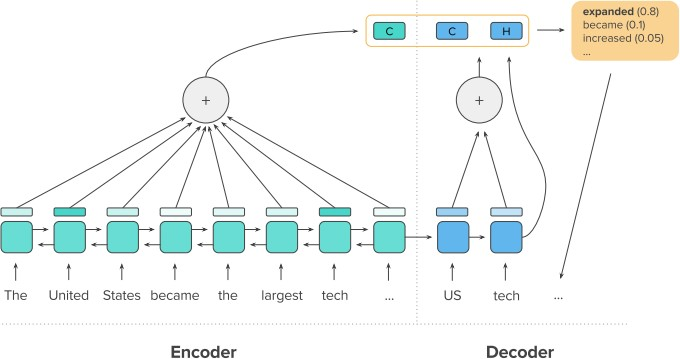 expanded (0.8)
became (0.1)
increased (0.05)
...
C C H
+ +
The United States became the largest tech ... US tech ...
Encoder Decoder